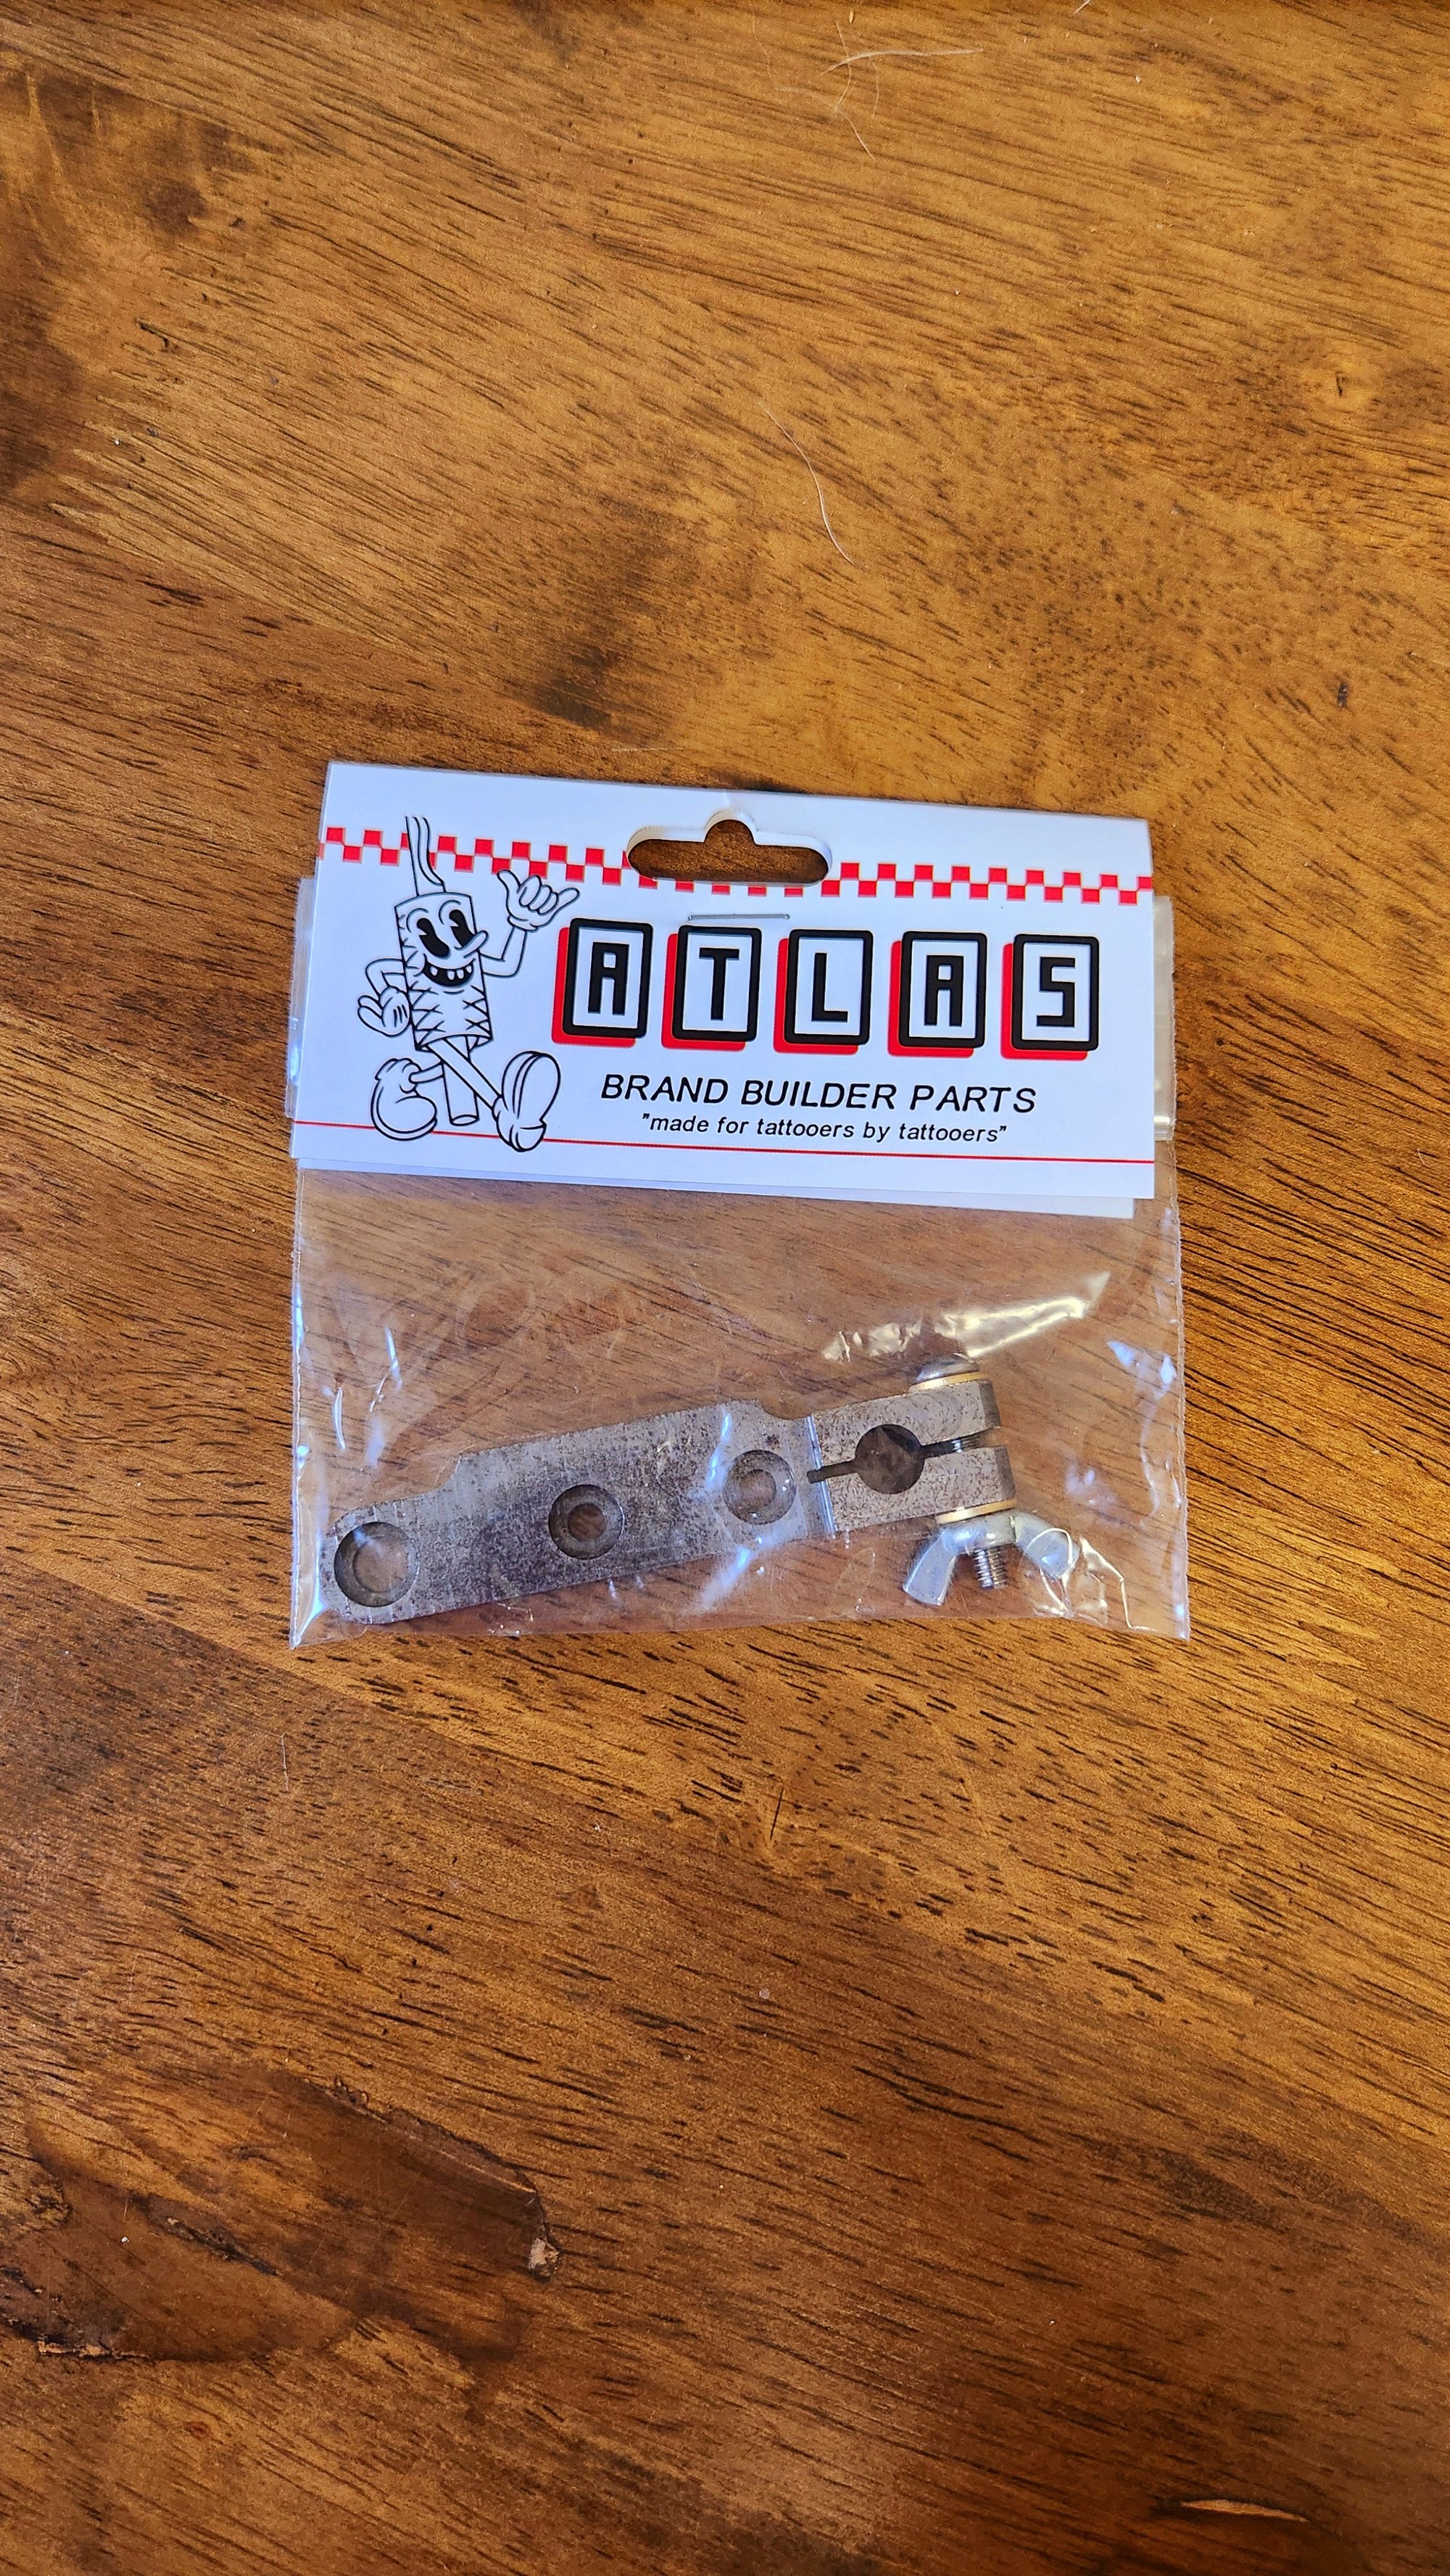 ATLAS
BRAND BUILDER PARTS
"made for tattooers by tattooers"